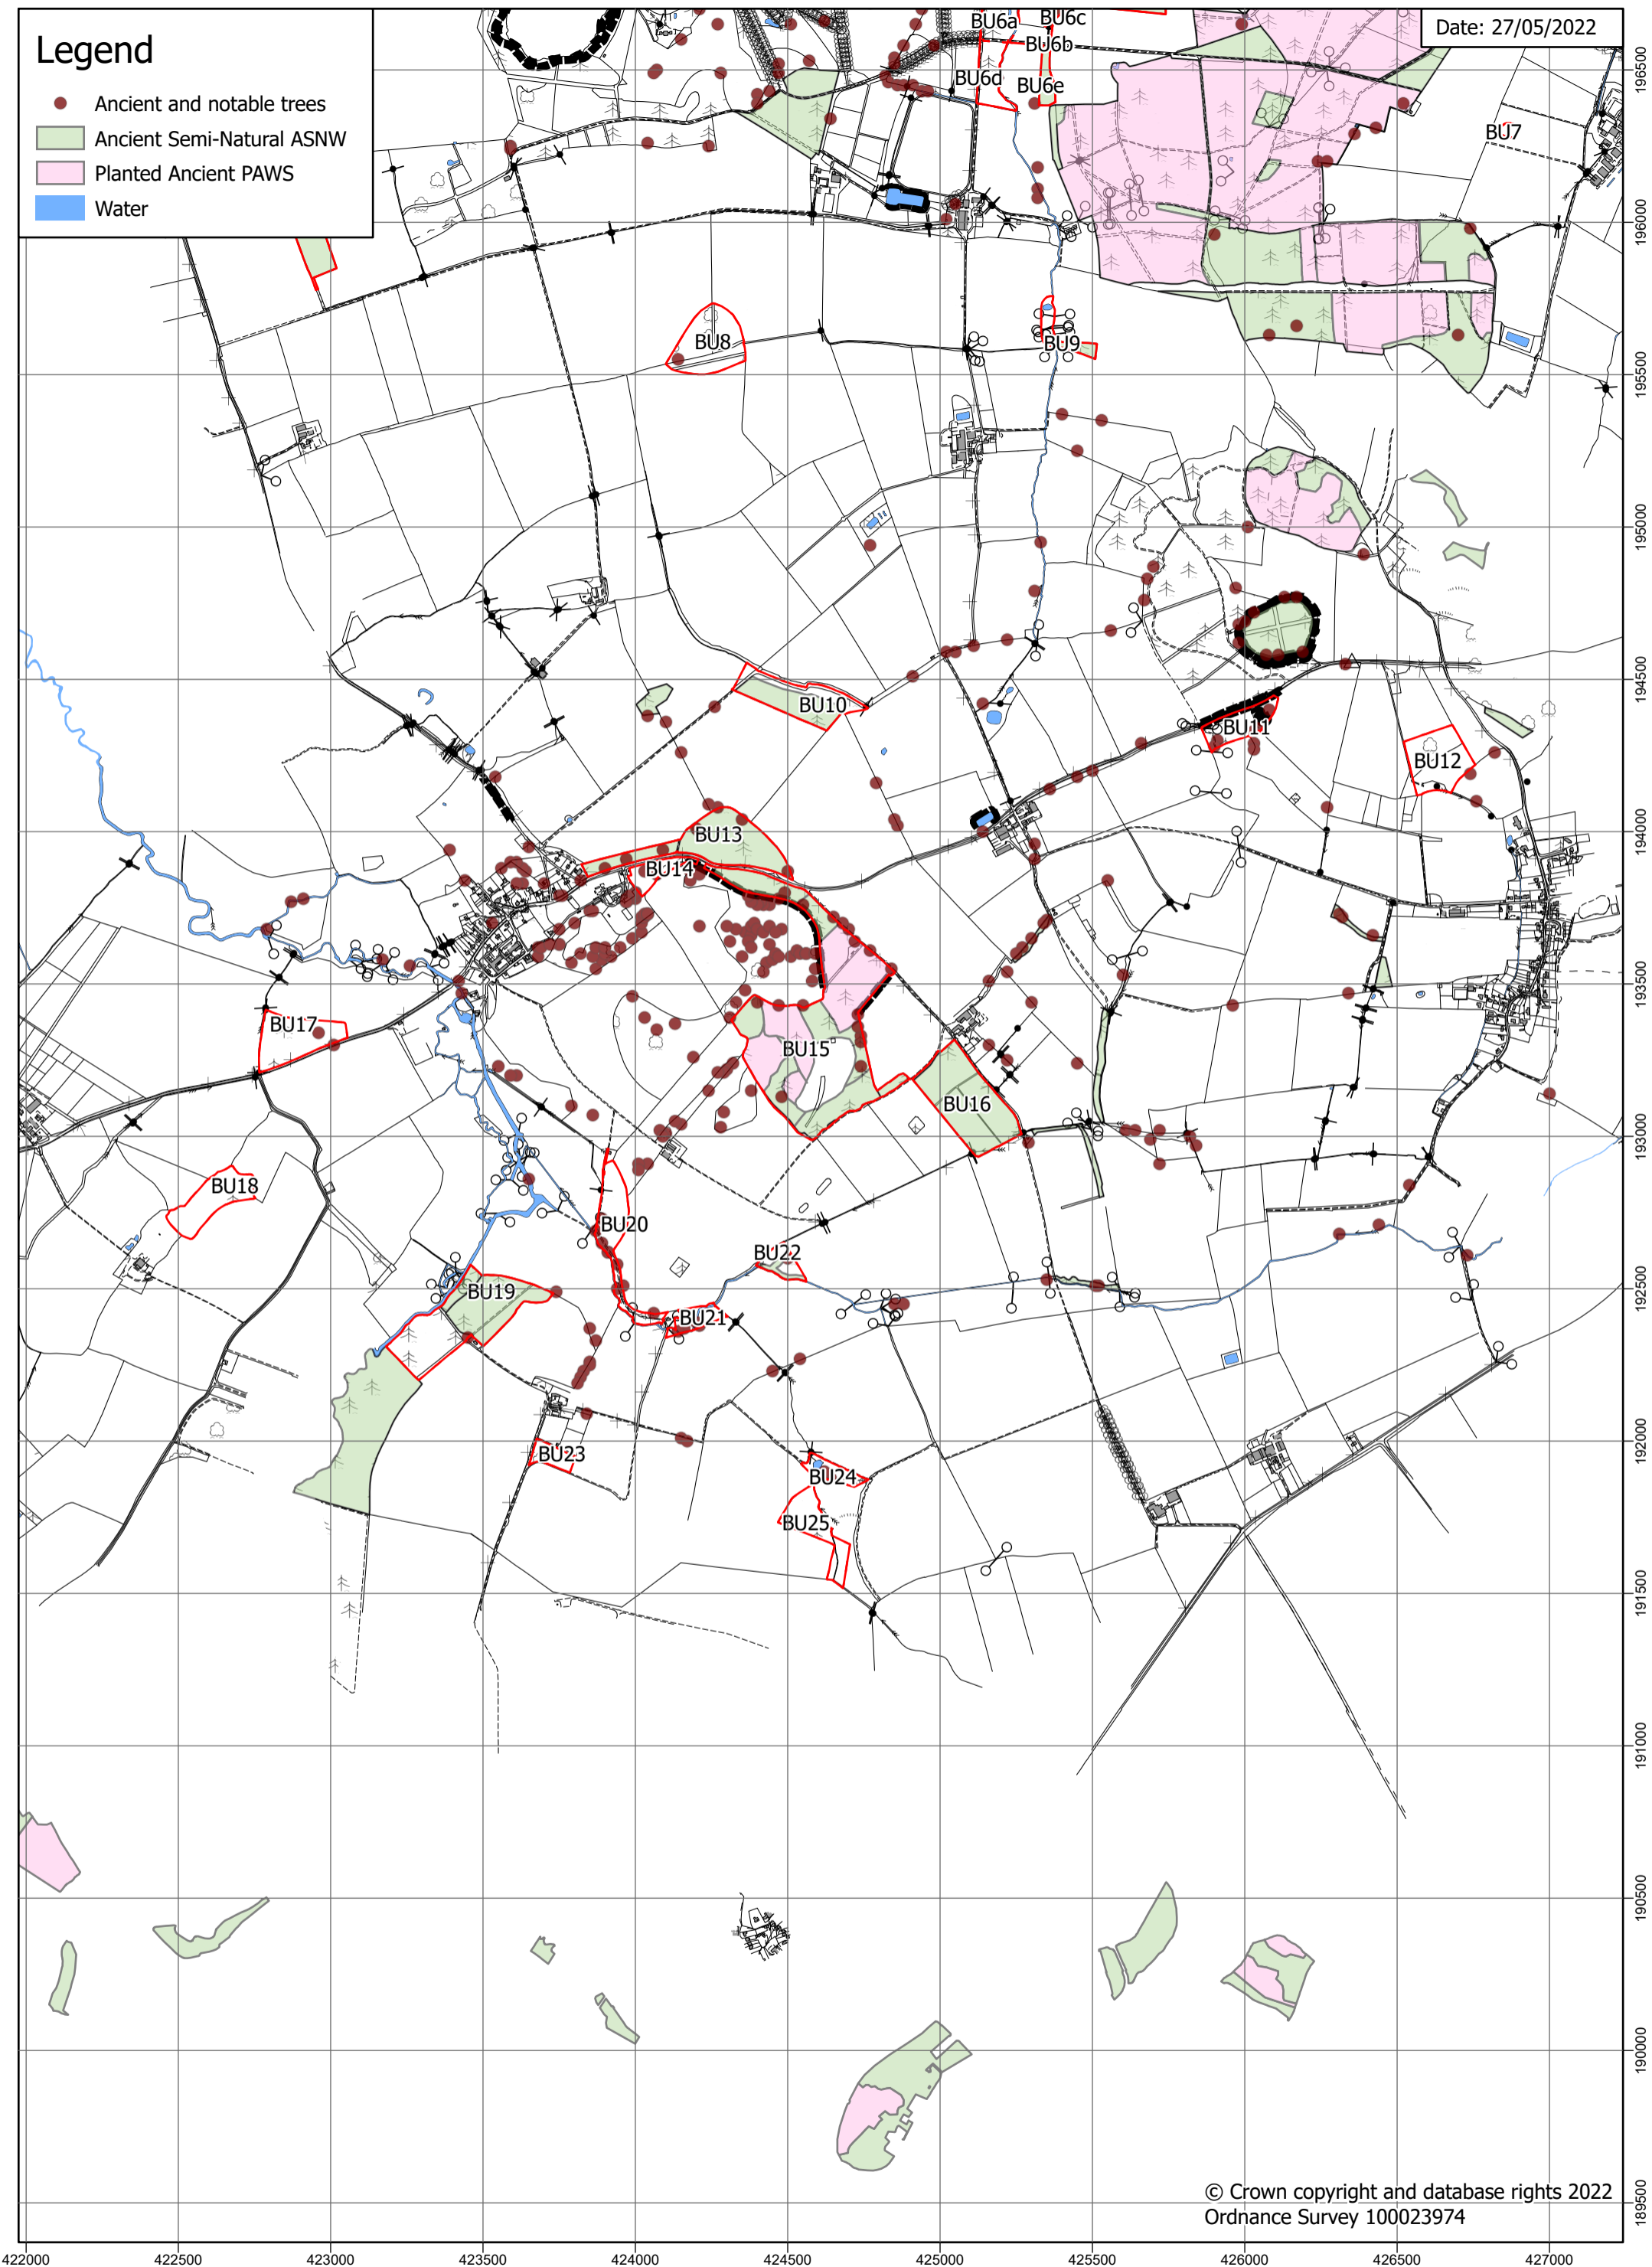 Legend
Ancient and notable trees
Ancient Semi-Natural ASNW
Planted Ancient PAWS
Water
Date: 27/05/2022
BU6a
BU6c
BU6b
BU6d
BU6e
BU7
BU8
BU9
BU10
BU11
BU12
BU13
BU14
BU15
BU16
BU17
BU18
BU19
BU20
BU21
BU22
BU23
BU24
BU25
196500
196000
195500
195000
194500
194000
193500
193000
192500
192000
191500
191000
190500
190000
189500
© Crown copyright and database rights 2022
Ordnance Survey 100023974
422000 422500 423000 423500 424000 424500 425000 425500 426000 426500 427000